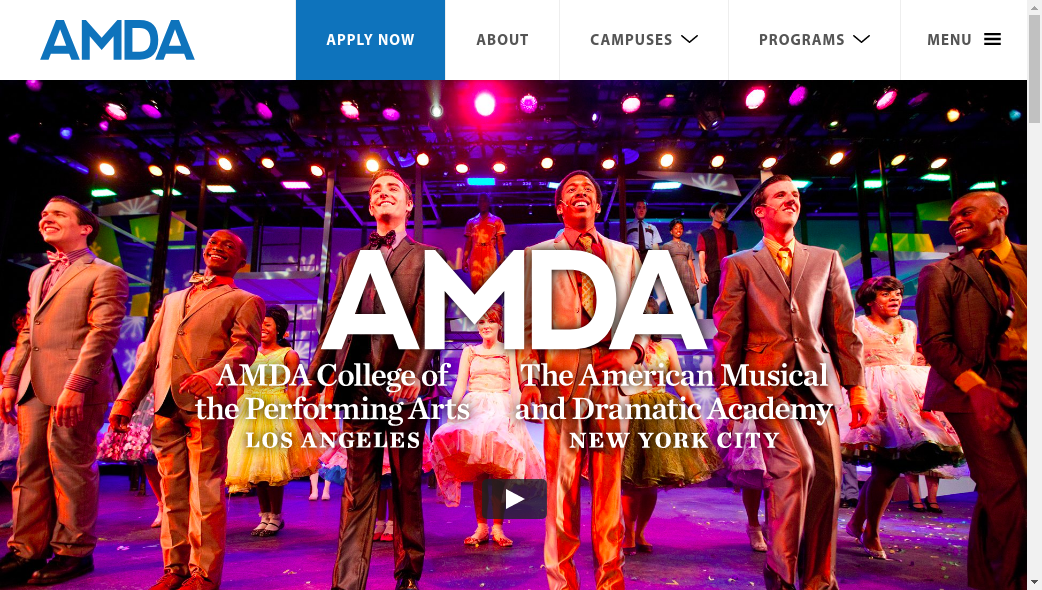 AMDA
APPLY NOW
ABOUT
CAMPUSES
PROGRAMS
MENU
AMDA
AMDA College of
the Performing Arts
LOS ANGELES
The American Musical
and Dramatic Academy
NEW YORK CITY